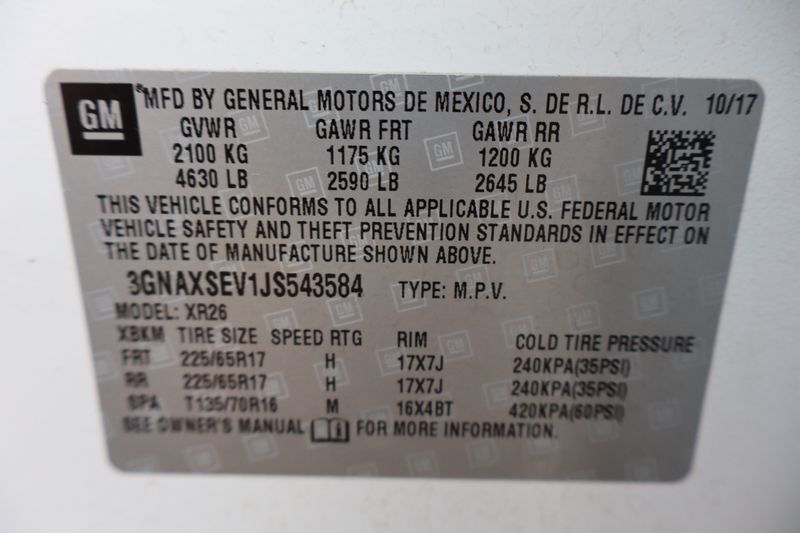 GM
MFD BY GENERAL MOTORS DE MEXICO, S. DE R.L. DE C.V. 10/17
GVWR GAWR FRT GAWR RR
2100 KG 1175 KG 1200 KG
4630 LB 2590 LB 2645 LB
THIS VEHICLE CONFORMS TO ALL APPLICABLE U.S. FEDERAL MOTOR
VEHICLE SAFETY AND THEFT PREVENTION STANDARDS IN EFFECT ON
THE DATE OF MANUFACTURE SHOWN ABOVE.
3GNAXSEV1JS543584 TYPE: M.P.V.
MODEL: XR26
XBKM TIRE SIZE SPEED RTG RIM COLD TIRE PRESSURE
FRT 225/65R17 H 17X7J 240KPA(35PSI)
RR 225/65R17 H 17X7J 240KPA(35PSI)
SPA T135/70R16 M 16X4BT 420KPA(60PSI)
SEE OWNER'S MANUAL FOR MORE INFORMATION.